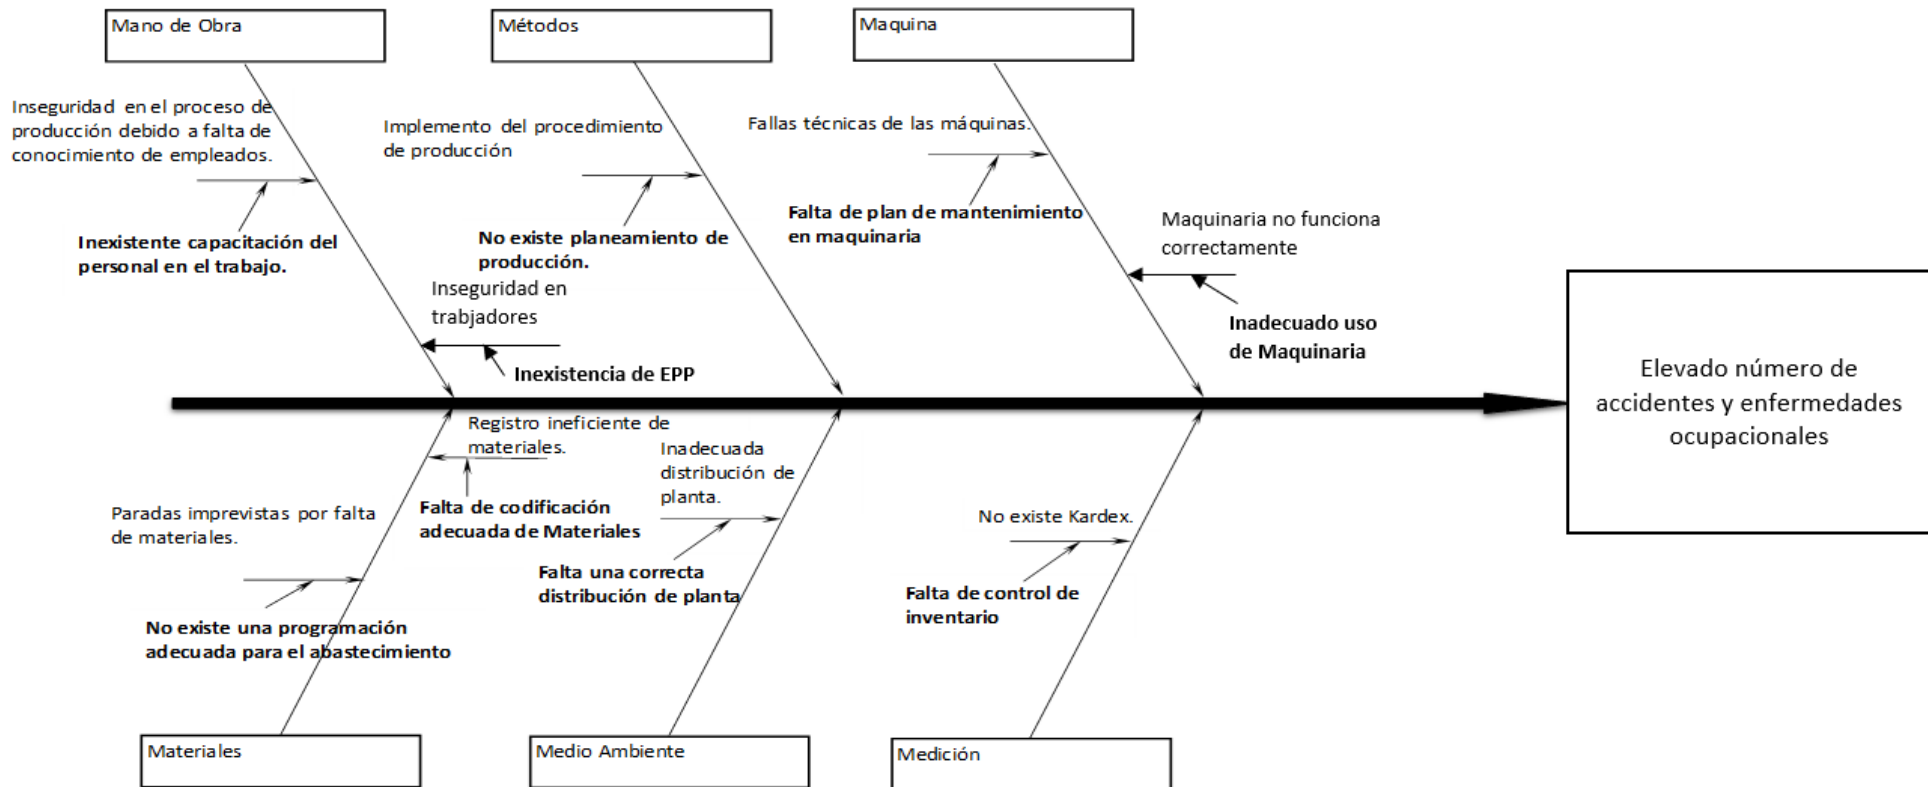 Mano de Obra
Métodos
Maquina
Inseguridad en el proceso de
producción debido a falta de
conocimiento de empleados.
Inexistente capacitación del
personal en el trabajo.
Inseguridad en
trabjadores
Inexistencia de EPP
Implemento del procedimiento
de producción
No existe planeamiento de
producción.
Fallas técnicas de las máquinas.
Falta de plan de mantenimiento
en maquinaria
Maquinaria no funciona
correctamente
Inadecuado uso
de Maquinaria
Elevado número de
accidentes y enfermedades
ocupacionales
Registro ineficiente de
materiales.
Falta de codificación
adecuada de Materiales
Paradas imprevistas por falta
de materiales.
No existe una programación
adecuada para el abastecimiento
Inadecuada
distribución de
planta.
Falta una correcta
distribución de planta
No existe Kardex.
Falta de control de
inventario
Materiales
Medio Ambiente
Medición